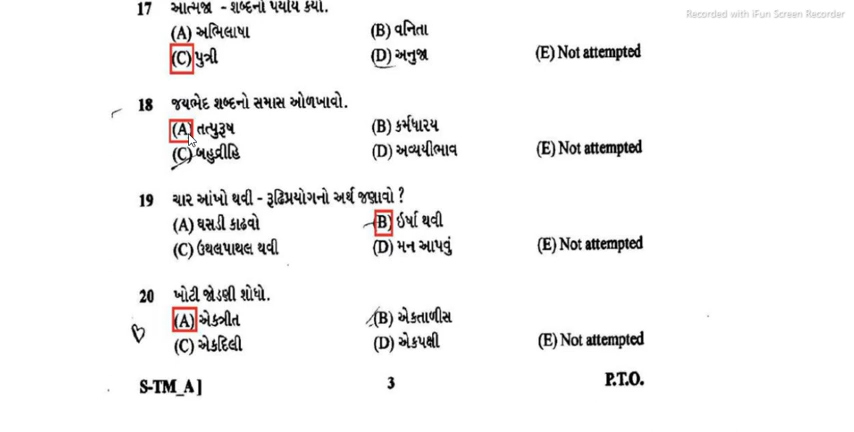 Recorded with iFun Screen Recorder
17 આત્મજા - શબ્દનો પર્યાય કયો.
(A) અભિલાષા (B) વનિતા
(C) પુત્રી (D) અનુજા (E) Not attempted
18 જયભેદ શબ્દનો સમાસ ઓળખાવો.
(A) તત્પુરૂષ (B) કર્મધારય
(C) બહુવ્રીહિ (D) અવ્યયીભાવ (E) Not attempted
19 ચાર આંખો થવી - રૂઢિપ્રયોગનો અર્થ જણાવો ?
(A) ઘસડી કાઢવો (B) ઈર્ષા થવી
(C) ઉથલપાથલ થવી (D) મન આપવું (E) Not attempted
20 ખોટી જોડણી શોધો.
(A) એકત્રીત (B) એકતાળીસ
(C) એકદિલી (D) એકપક્ષી (E) Not attempted
S-TM_A] 3 P.T.O.